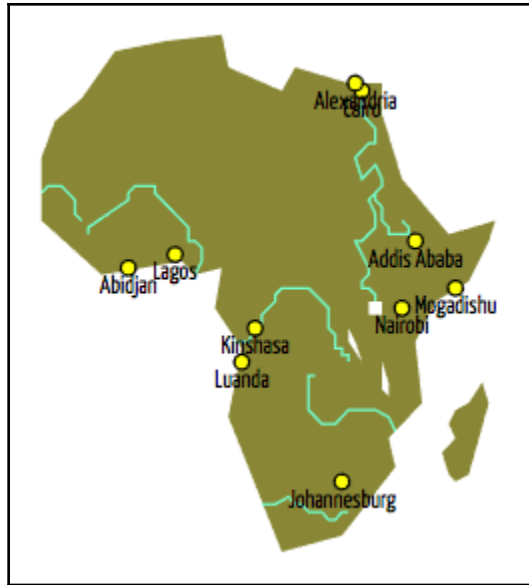 Alexandria
Cairo
Addis Ababa
Lagos
Abidjan
Mogadishu
Nairobi
Kinshasa
Luanda
Johannesburg